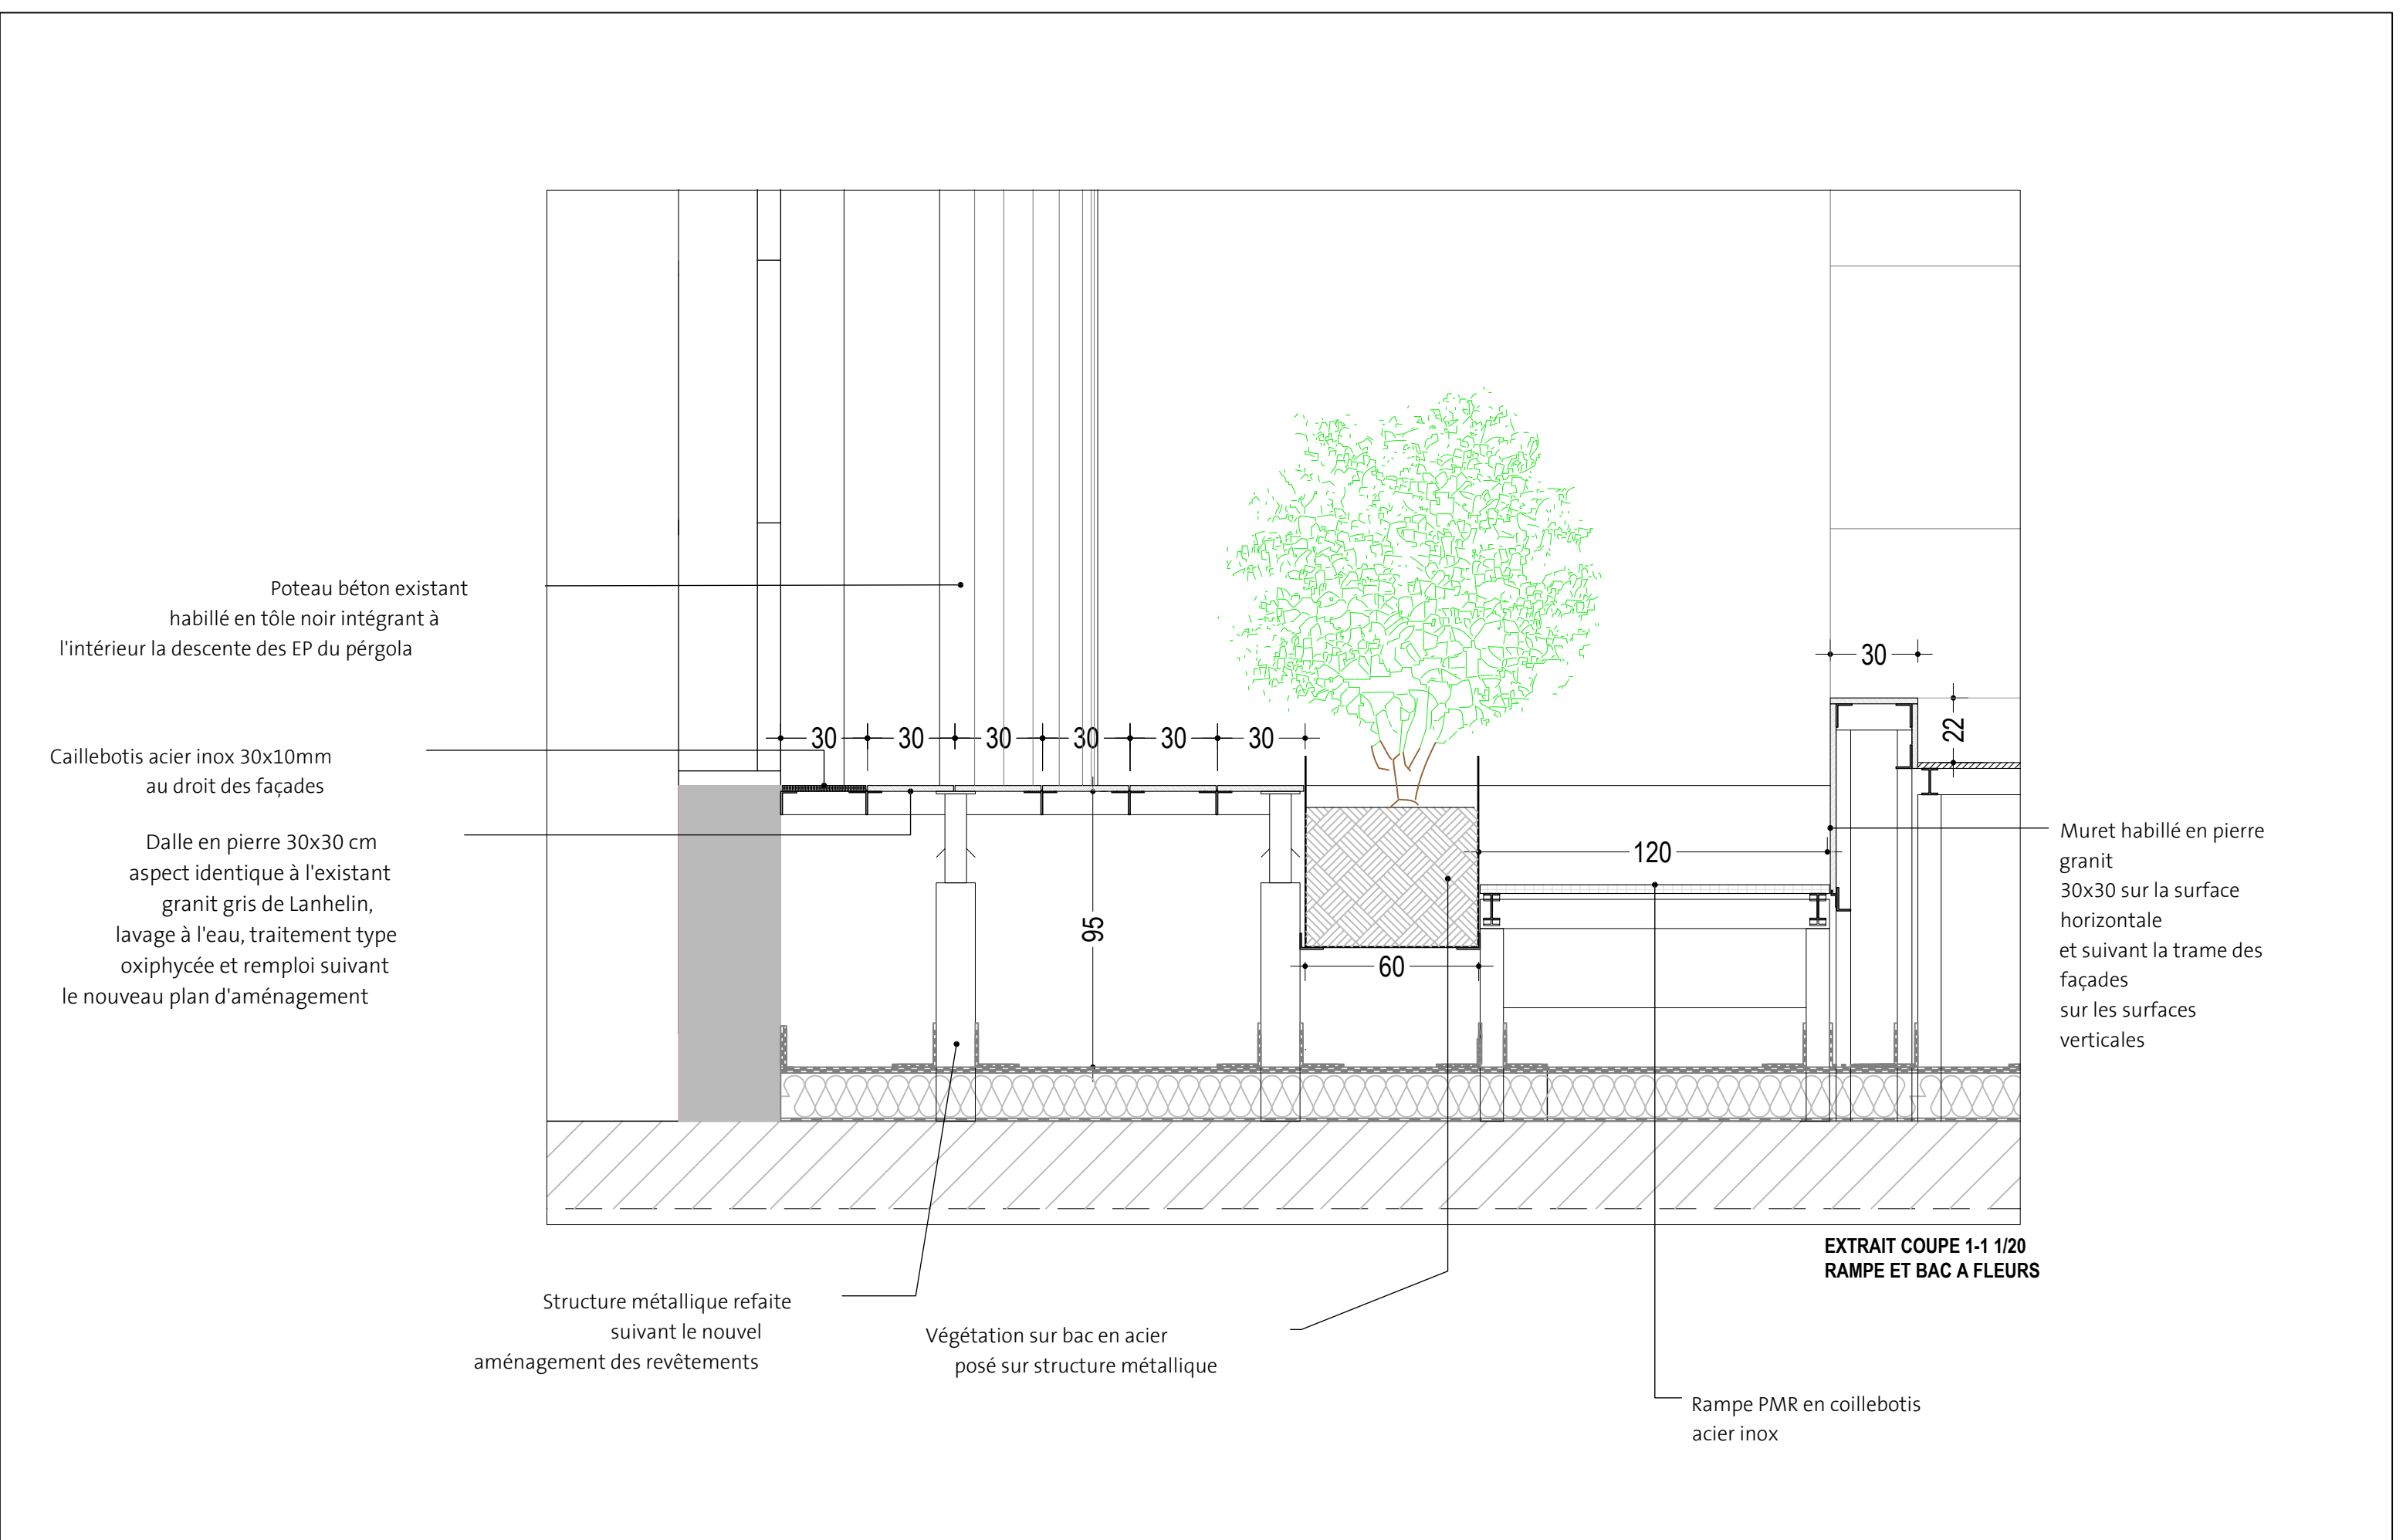 Poteau béton existant
habillé en tôle noir intégrant à
l'intérieur la descente des EP du pérgola
Caillebotis acier inox 30x10mm
au droit des façades
Dalle en pierre 30x30 cm
aspect identique à l'existant
granit gris de Lanhelin,
lavage à l'eau, traitement type
oxiphycée et remploi suivant
le nouveau plan d'aménagement
30 30 30 30 30 30
95
60
120
30
22
Muret habillé en pierre
granit
30x30 sur la surface
horizontale
et suivant la trame des
façades
sur les surfaces
verticales
EXTRAIT COUPE 1-1 1/20
RAMPE ET BAC A FLEURS
Structure métallique refaite
suivant le nouvel
aménagement des revêtements
Végétation sur bac en acier
posé sur structure métallique
Rampe PMR en coillebotis
acier inox